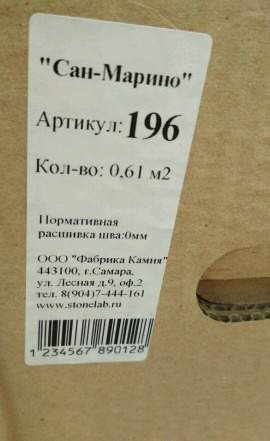 "Сан-Марино"
Артикул: 196
Кол-во: 0,61 м2
Нормативная
расшивка шва:0мм
ООО "Фабрика Камня"
443100, г.Самара,
ул. Лесная д.9, оф.2
тел. 8(904)7-444-161
www.stonelab.ru
1 234567 890128